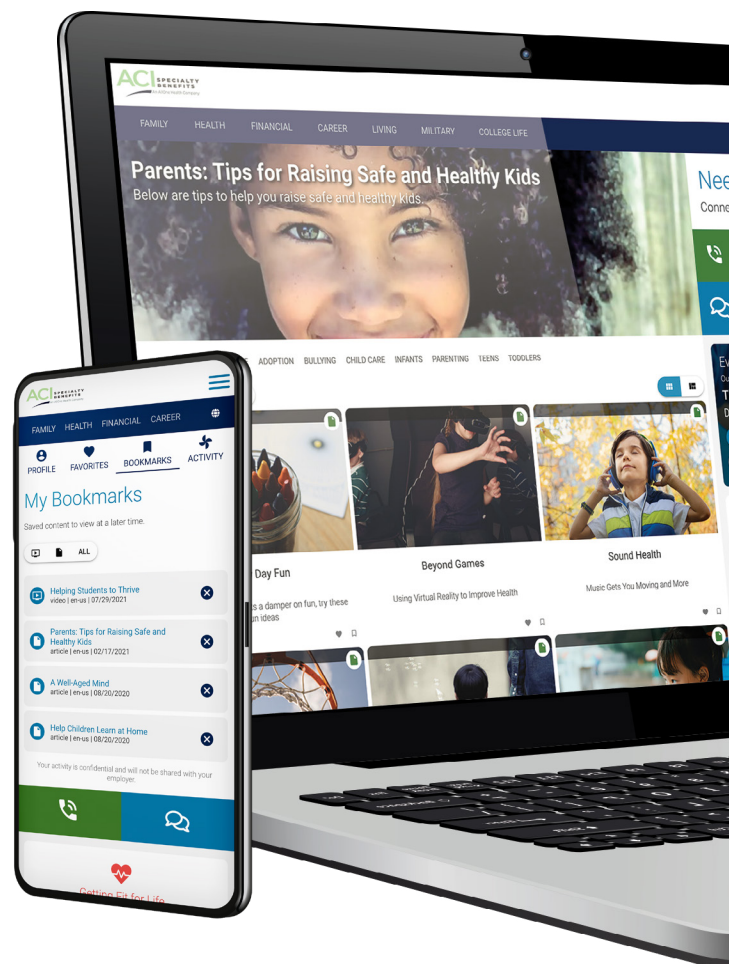 ACI SPECIALTY
BENEFITS
FAMILY HEALTH FINANCIAL CAREER LIVING MILITARY COLLEGE LIFE
Parents: Tips for Raising Safe and Healthy Kids
Below are tips to help you raise safe and healthy kids.
ADOPTION BULLYING CHILD CARE INFANTS PARENTING TEENS TODDLERS
Day Fun
a damper on fun, try these
ideas
Beyond Games
Using Virtual Reality to Improve Health
Sound Health
Music Gets You Moving and More
ACI SPECIALTY
BENEFITS
FAMILY HEALTH FINANCIAL CAREER
PROFILE FAVORITES BOOKMARKS ACTIVITY
My Bookmarks
Saved content to view at a later time.
ALL
Helping Students to Thrive
video | en-us | 07/29/2021
Parents: Tips for Raising Safe and
Healthy Kids
article | en-us | 02/17/2021
A Well-Aged Mind
article | en-us | 08/20/2020
Help Children Learn at Home
article | en-us | 08/20/2020
Your activity is confidential and will not be shared with your
employer.
Getting Fit for Life